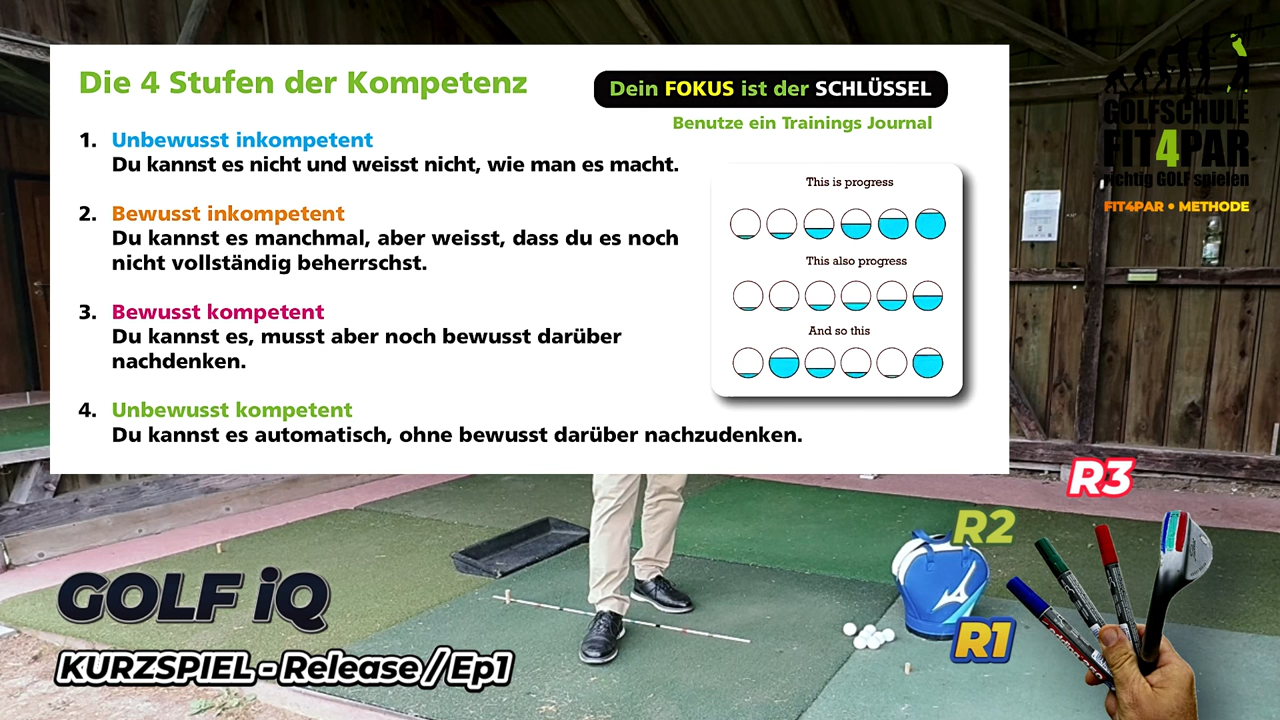 Die 4 Stufen der Kompetenz
Dein FOKUS ist der SCHLÜSSEL
Benutze ein Trainings Journal
1. Unbewusst inkompetent
Du kannst es nicht und weisst nicht, wie man es macht.
2. Bewusst inkompetent
Du kannst es manchmal, aber weisst, dass du es noch
nicht vollständig beherrschst.
3. Bewusst kompetent
Du kannst es, musst aber noch bewusst darüber
nachdenken.
4. Unbewusst kompetent
Du kannst es automatisch, ohne bewusst darüber nachzudenken.
This is progress
This also progress
And so this
GOLFSCHULE
FIT4PAR
richtig GOLF spielen
FIT4PAR • METHODE
R3
R2
R1
GOLF iQ
KURZSPIEL - Release / Ep1